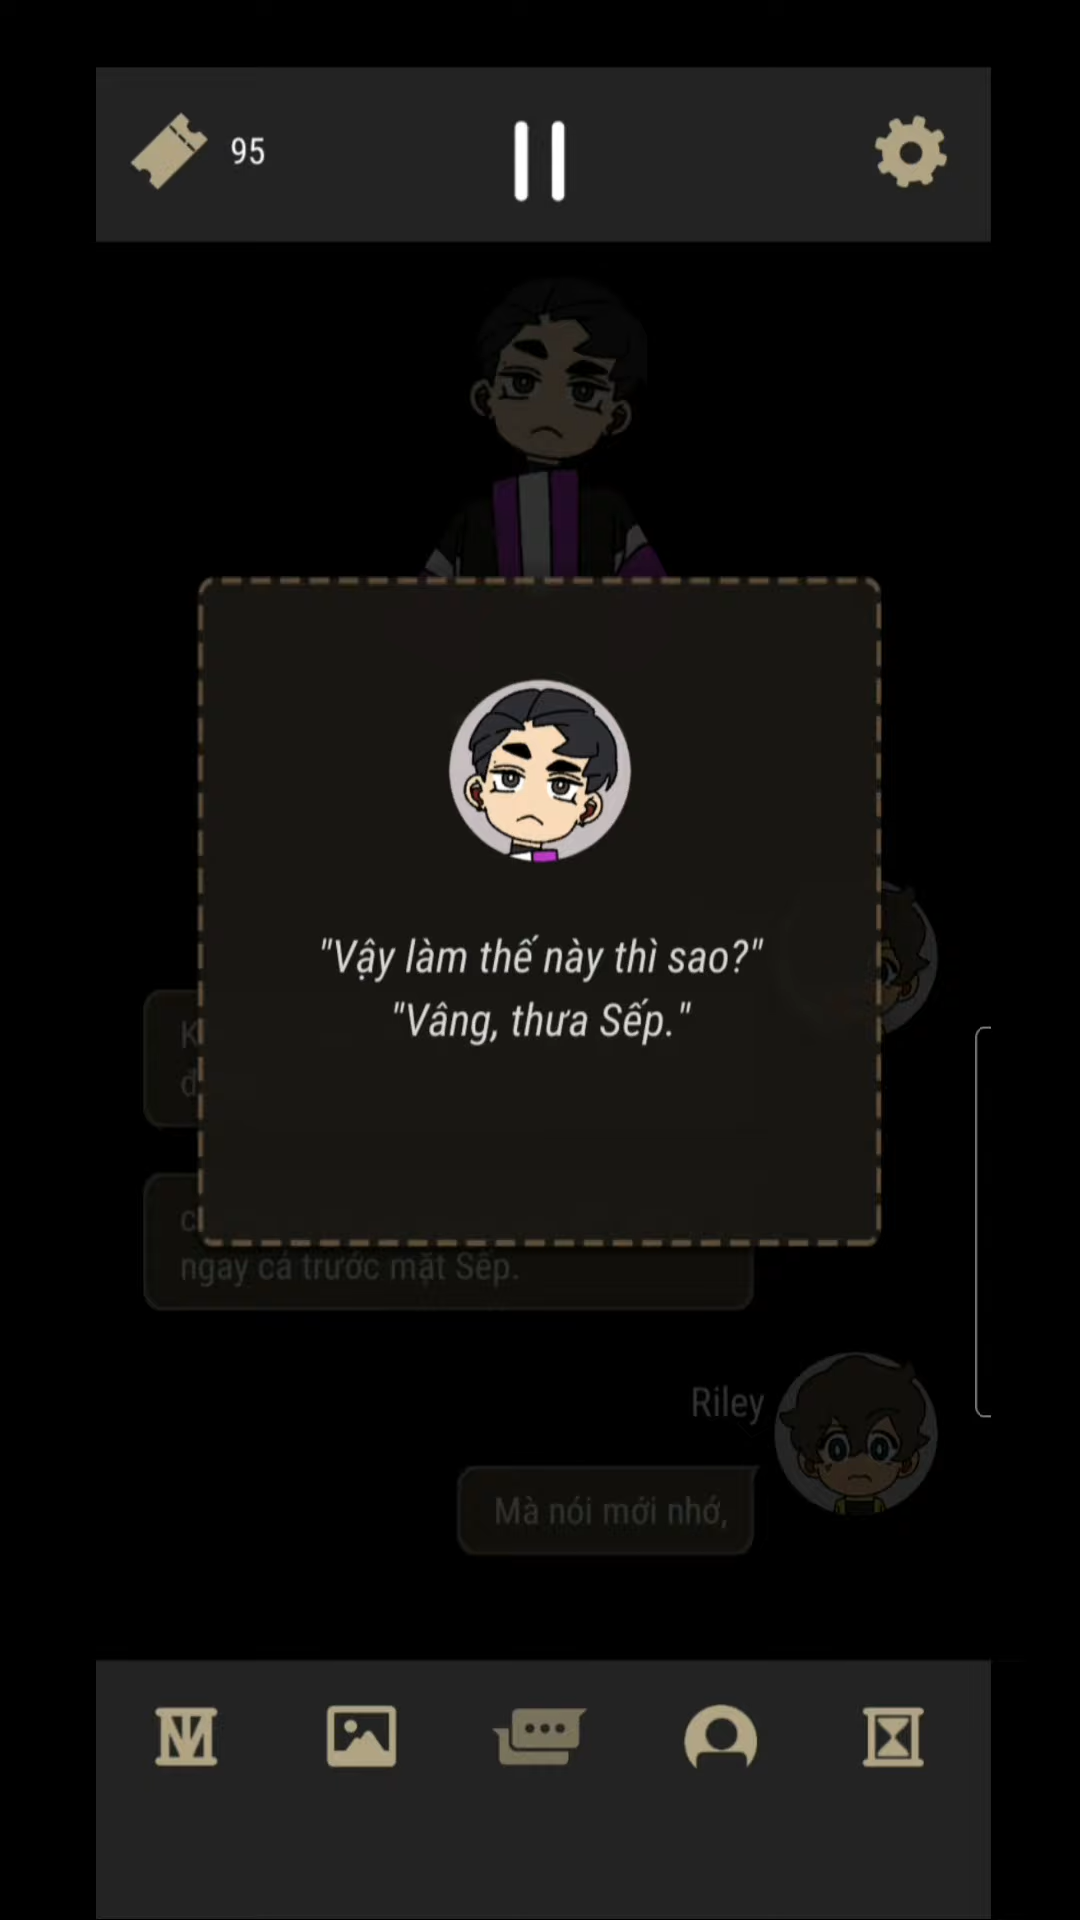 95
"Vậy làm thế này thì sao?"
"Vâng, thưa Sếp."
ngay cả trước mặt Sếp.
Riley
Mà nói mới nhớ,